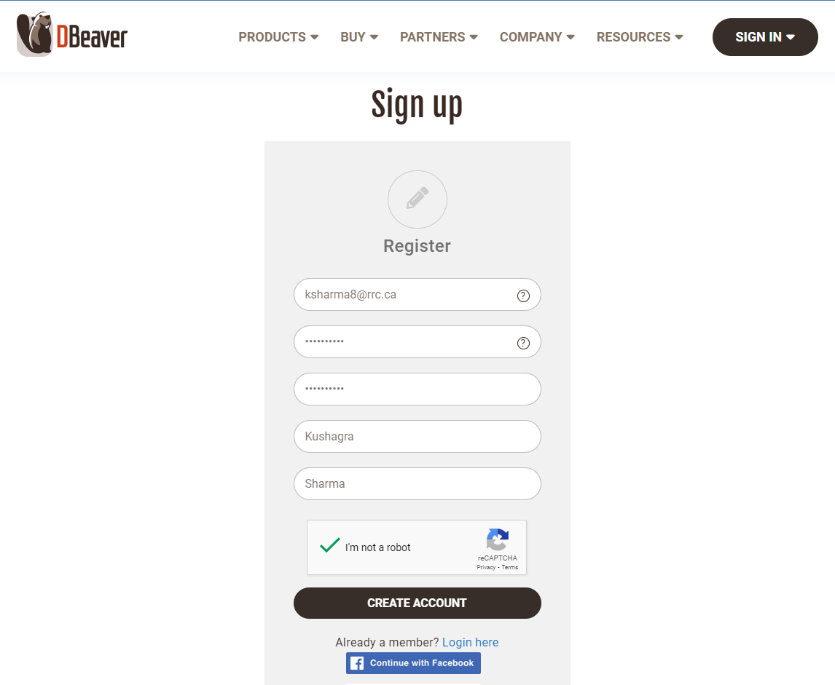 DBeaver
PRODUCTS BUY PARTNERS COMPANY RESOURCES SIGN IN
Sign up
Register
ksharma8@rrc.ca ?
•••••••••• ?
••••••••••
Kushagra
Sharma
I'm not a robot
reCAPTCHA
Privacy • Terms
CREATE ACCOUNT
Already a member? Login here
Continue with Facebook